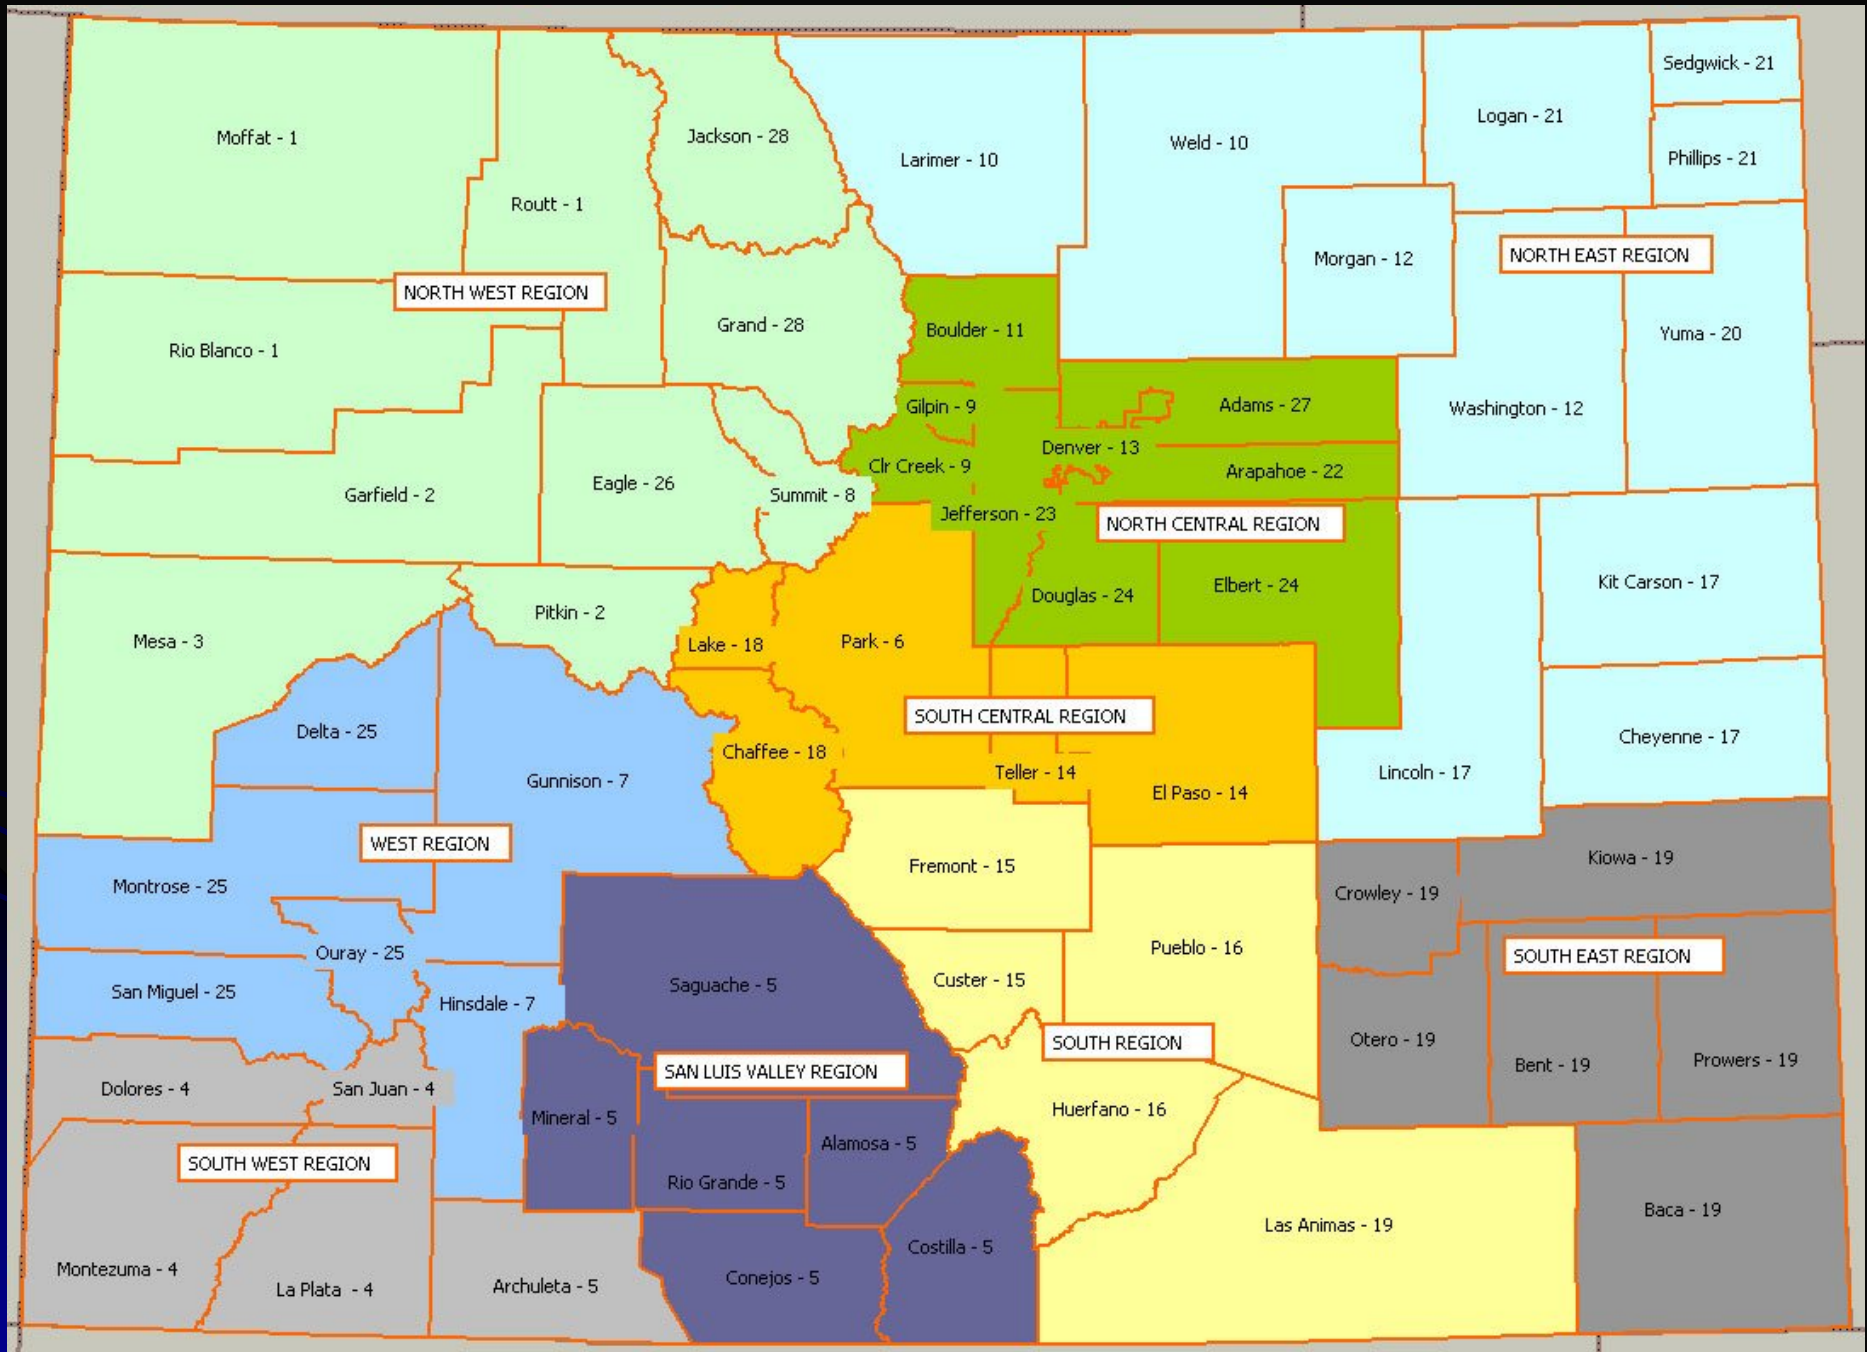 Sedgwick - 21
Logan - 21
Moffat - 1
Jackson - 28
Weld - 10
Larimer - 10
Phillips - 21
Routt - 1
NORTH EAST REGION
Morgan - 12
NORTH WEST REGION
Grand - 28
Boulder - 11
Yuma - 20
Rio Blanco - 1
Gilpin - 9
Adams - 27
Washington - 12
Denver - 13
Clr Creek - 9
Arapahoe - 22
Eagle - 26
Garfield - 2
Summit - 8
Jefferson - 23
NORTH CENTRAL REGION
Kit Carson - 17
Elbert - 24
Douglas - 24
Pitkin - 2
Mesa - 3
Lake - 18
Park - 6
SOUTH CENTRAL REGION
Delta - 25
Cheyenne - 17
Chaffee - 18
Gunnison - 7
Teller - 14
Lincoln - 17
El Paso - 14
WEST REGION
Kiowa - 19
Fremont - 15
Montrose - 25
Crowley - 19
Pueblo - 16
Ouray - 25
SOUTH EAST REGION
Custer - 15
Saguache - 5
San Miguel - 25
Hinsdale - 7
Otero - 19
SOUTH REGION
Prowers - 19
Bent - 19
SAN LUIS VALLEY REGION
Dolores - 4
San Juan - 4
Huerfano - 16
Mineral - 5
Alamosa - 5
SOUTH WEST REGION
Rio Grande - 5
Baca - 19
Las Animas - 19
Costilla - 5
Montezuma - 4
Conejos - 5
Archuleta - 5
La Plata - 4